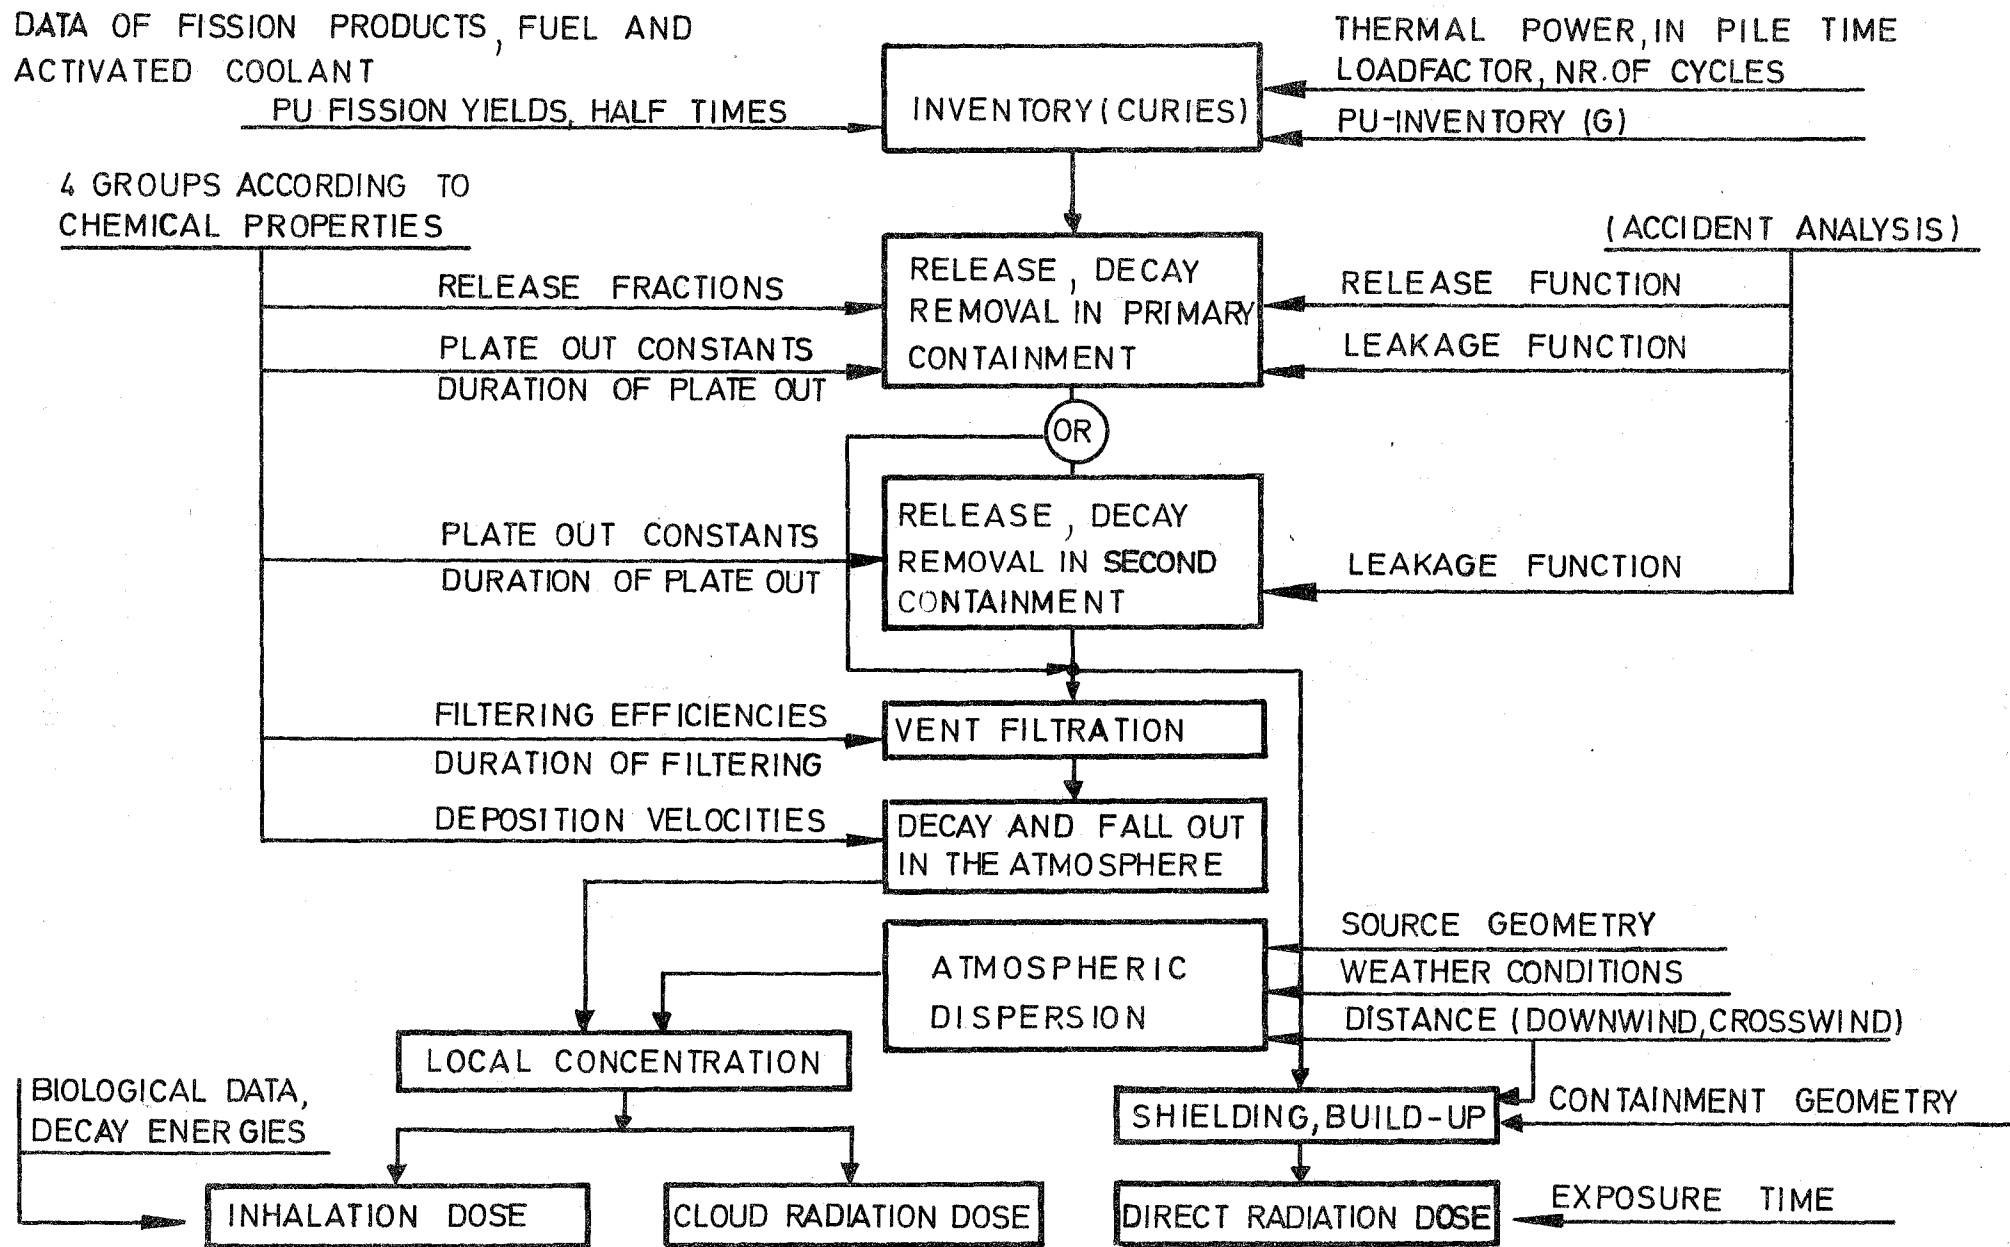 DATA OF FISSION PRODUCTS, FUEL AND
ACTIVATED COOLANT
PU FISSION YIELDS, HALF TIMES
INVENTORY (CURIES)
THERMAL POWER, IN PILE TIME
LOADFACTOR, NR. OF CYCLES
PU-INVENTORY (G)
4 GROUPS ACCORDING TO
CHEMICAL PROPERTIES
(ACCIDENT ANALYSIS)
RELEASE FRACTIONS
PLATE OUT CONSTANTS
DURATION OF PLATE OUT
RELEASE, DECAY
REMOVAL IN PRIMARY
CONTAINMENT
RELEASE FUNCTION
LEAKAGE FUNCTION
OR
PLATE OUT CONSTANTS
DURATION OF PLATE OUT
RELEASE, DECAY
REMOVAL IN SECOND
CONTAINMENT
LEAKAGE FUNCTION
FILTERING EFFICIENCIES
DURATION OF FILTERING
VENT FILTRATION
DEPOSITION VELOCITIES
DECAY AND FALL OUT
IN THE ATMOSPHERE
ATMOSPHERIC
DISPERSION
SOURCE GEOMETRY
WEATHER CONDITIONS
DISTANCE (DOWNWIND, CROSSWIND)
LOCAL CONCENTRATION
BIOLOGICAL DATA,
DECAY ENERGIES
SHIELDING, BUILD-UP
CONTAINMENT GEOMETRY
INHALATION DOSE
CLOUD RADIATION DOSE
DIRECT RADIATION DOSE
EXPOSURE TIME